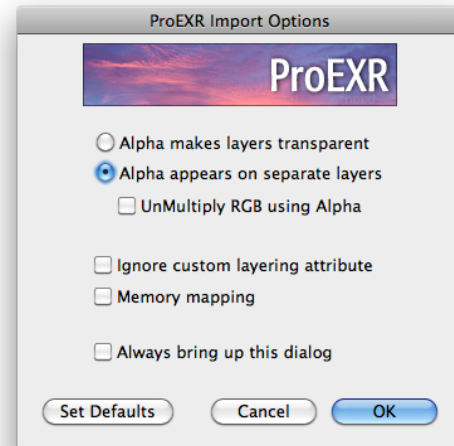 ProEXR Import Options
ProEXR
Alpha makes layers transparent
Alpha appears on separate layers
UnMultiply RGB using Alpha
Ignore custom layering attribute
Memory mapping
Always bring up this dialog
Set Defaults
Cancel
OK